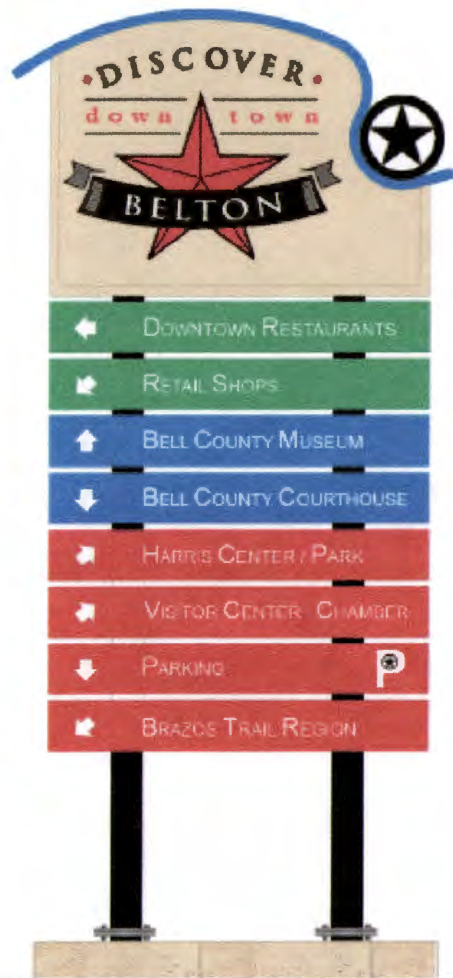 DISCOVER
down town
BELTON
DOWNTOWN RESTAURANTS
RETAIL SHOPS
BELL COUNTY MUSEUM
BELL COUNTY COURTHOUSE
HARRIS CENTER / PARK
VISITOR CENTER CHAMBER
PARKING P
BRAZOS TRAIL REGION